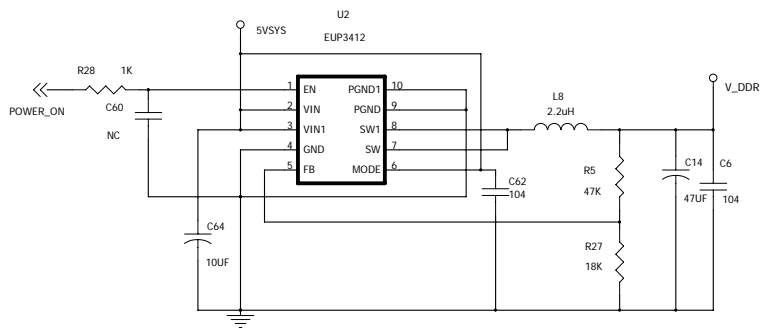 U2
5VSYS
EUP3412
R28
1K
POWER_ON
C60
NC
1
EN
PGND1
10
2
VIN
PGND
9
3
VIN1
SW1
8
4
GND
SW
7
5
FB
MODE
6
L8
2.2uH
V_DDR
C62
104
R5
47K
C14
47UF
C6
104
C64
10UF
R27
18K